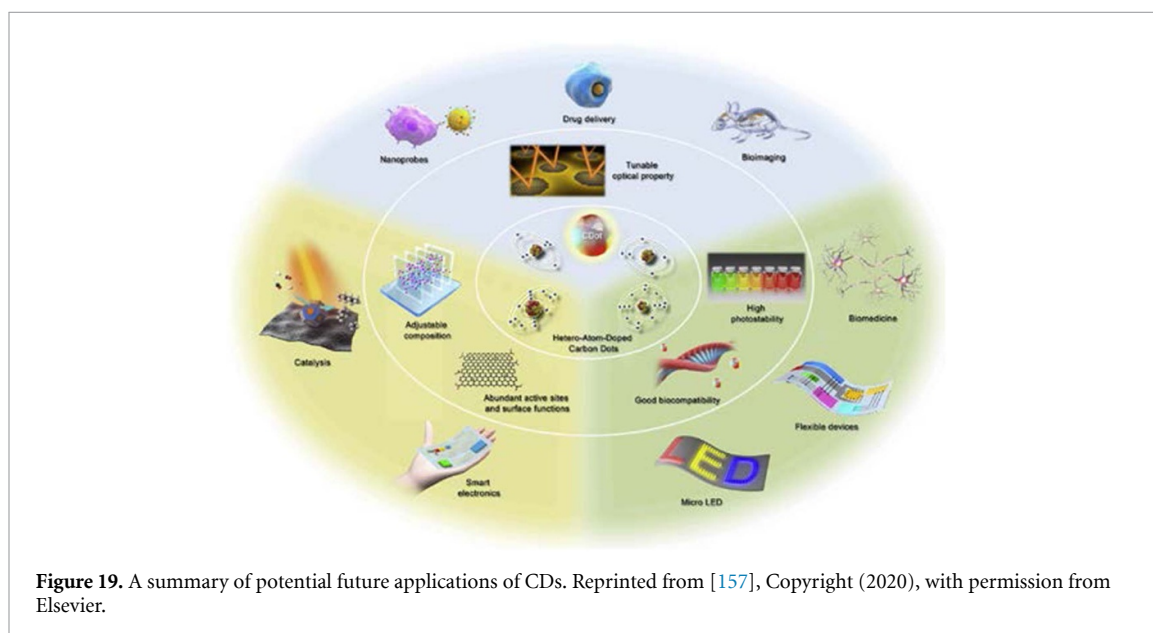 Drug delivery
Nanoprobes
Bioimaging
Tunable
optical property
CDot
Adjustable
composition
High
photostability
Biomedicine
Catalysis
Hetero-Atom-Doped
Carbon Dots
Abundant active sites
and surface functions
Good biocompatibility
Flexible devices
Smart
electronics
LED
Micro LED
Figure 19. A summary of potential future applications of CDs. Reprinted from [157], Copyright (2020), with permission from
Elsevier.